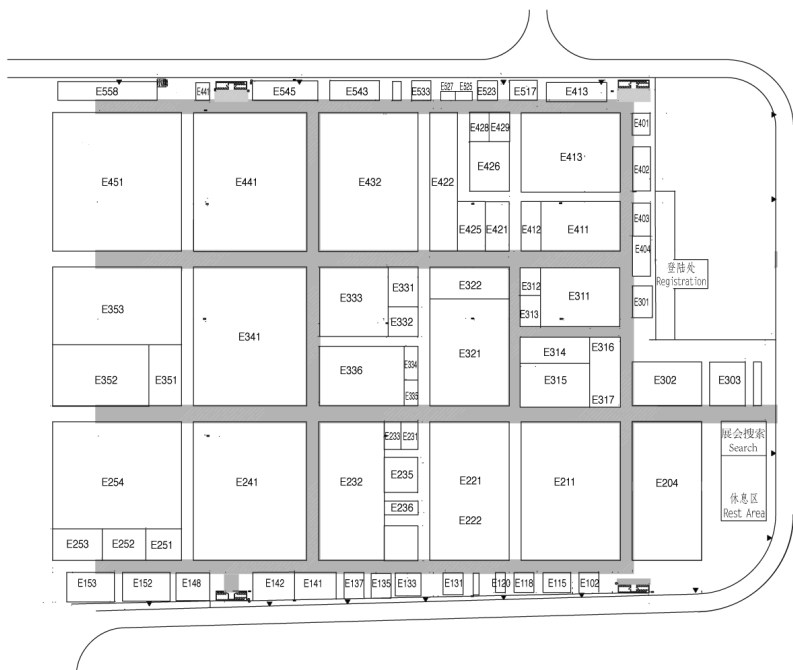 E558
E441
E545
E543
E533
E527
E525
E523
E517
E413
E451
E441
E432
E422
E428
E429
E426
E413
E401
E402
E425
E421
E412
E411
E403
E404
登陆处
Registration
E353
E341
E333
E331
E332
E322
E312
E313
E311
E301
E352
E351
E336
E334
E335
E321
E314
E315
E316
E317
E302
E303
E254
E241
E232
E233
E231
E235
E236
E221
E222
E211
E204
展会搜索
Search
休息区
Rest Area
E253
E252
E251
E153
E152
E148
E142
E141
E137
E135
E133
E131
E120
E118
E115
E102